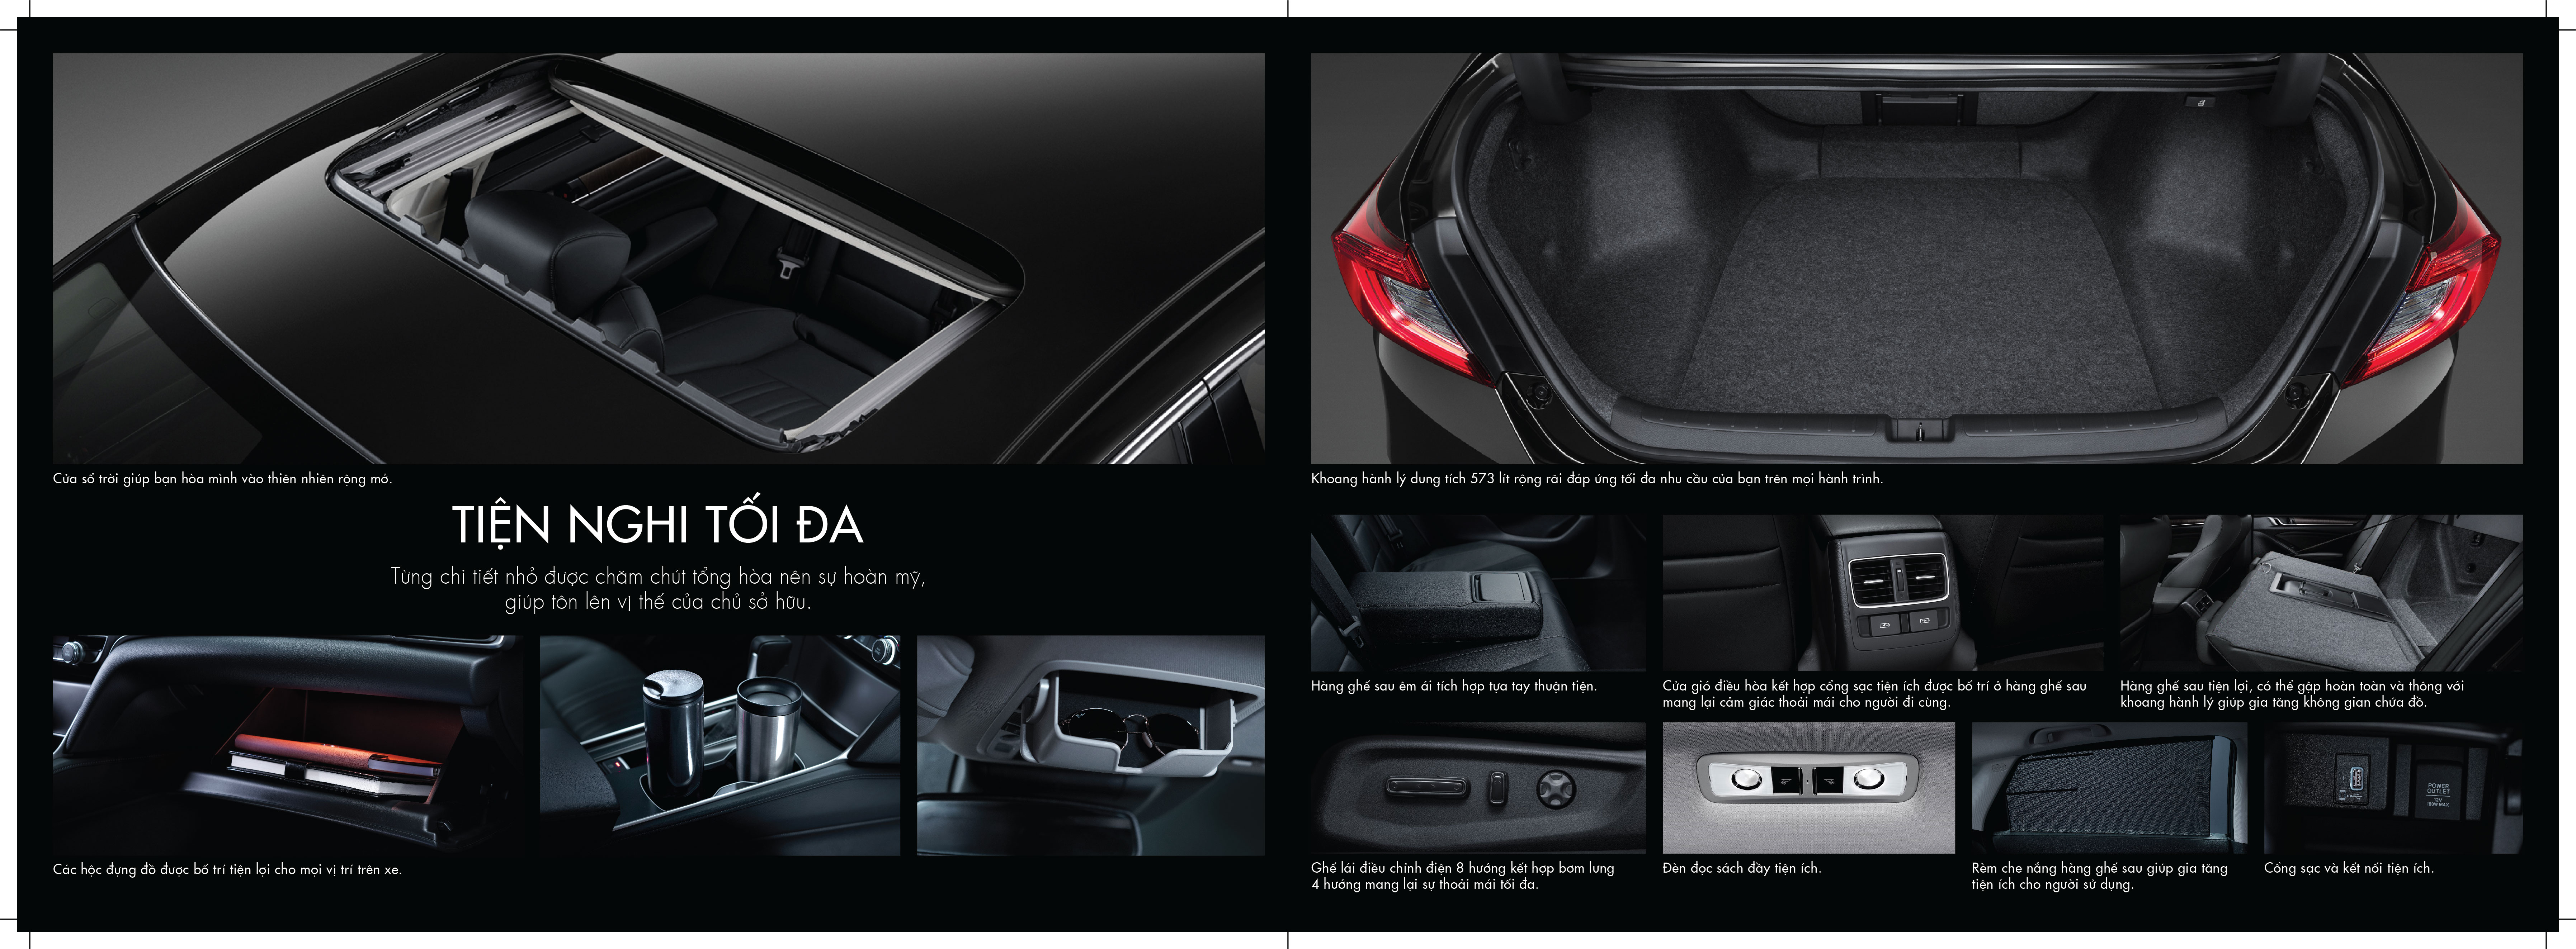 Cửa sổ trời giúp bạn hòa mình vào thiên nhiên rộng mở.
TIỆN NGHI TỐI ĐA
Từng chi tiết nhỏ được chăm chút tổng hòa nên sự hoàn mỹ,
giúp tôn lên vị thế của chủ sở hữu.
Các hộc đựng đồ được bố trí tiện lợi cho mọi vị trí trên xe.
Khoang hành lý dung tích 573 lít rộng rãi đáp ứng tối đa nhu cầu của bạn trên mọi hành trình.
Hàng ghế sau êm ái tích hợp tựa tay thuận tiện.
Cửa gió điều hòa kết hợp cổng sạc tiện ích được bố trí ở hàng ghế sau
mang lại cảm giác thoải mái cho người đi cùng.
Hàng ghế sau tiện lợi, có thể gập hoàn toàn và thông với
khoang hành lý giúp gia tăng không gian chứa đồ.
POWER
OUTLET
12V
180W MAX
Ghế lái điều chỉnh điện 8 hướng kết hợp bơm lưng
4 hướng mang lại sự thoải mái tối đa.
Đèn đọc sách đầy tiện ích.
Rèm che nắng hàng ghế sau giúp gia tăng
tiện ích cho người sử dụng.
Cổng sạc và kết nối tiện ích.